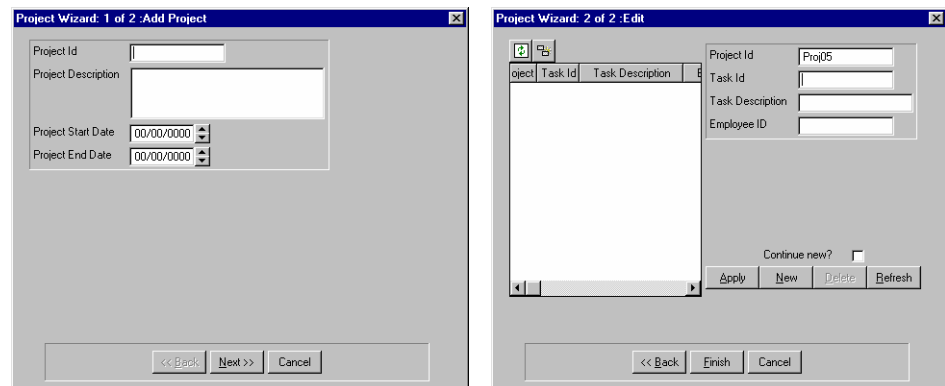 Project Wizard: 1 of 2 :Add Project
Project Id
Project Description
Project Start Date 00/00/0000
Project End Date 00/00/0000
<< Back Next >> Cancel
Project Wizard: 2 of 2 :Edit
oject Task Id Task Description E
Project Id Proj05
Task Id
Task Description
Employee ID
Continue new?
Apply New Delete Refresh
<< Back Finish Cancel